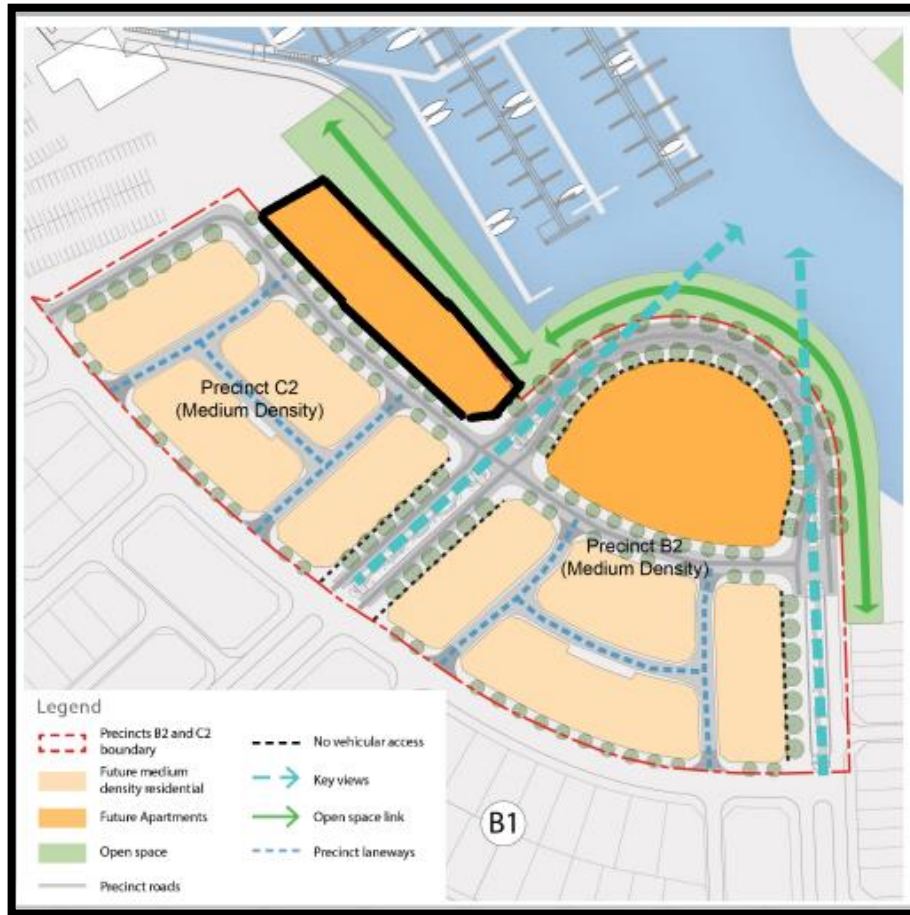 Precinct C2
(Medium Density)
Precinct B2
(Medium Density)
B1
Legend
Precincts B2 and C2
boundary
Future medium
density residential
Future Apartments
Open space
Precinct roads
No vehicular access
Key views
Open space link
Precinct laneways